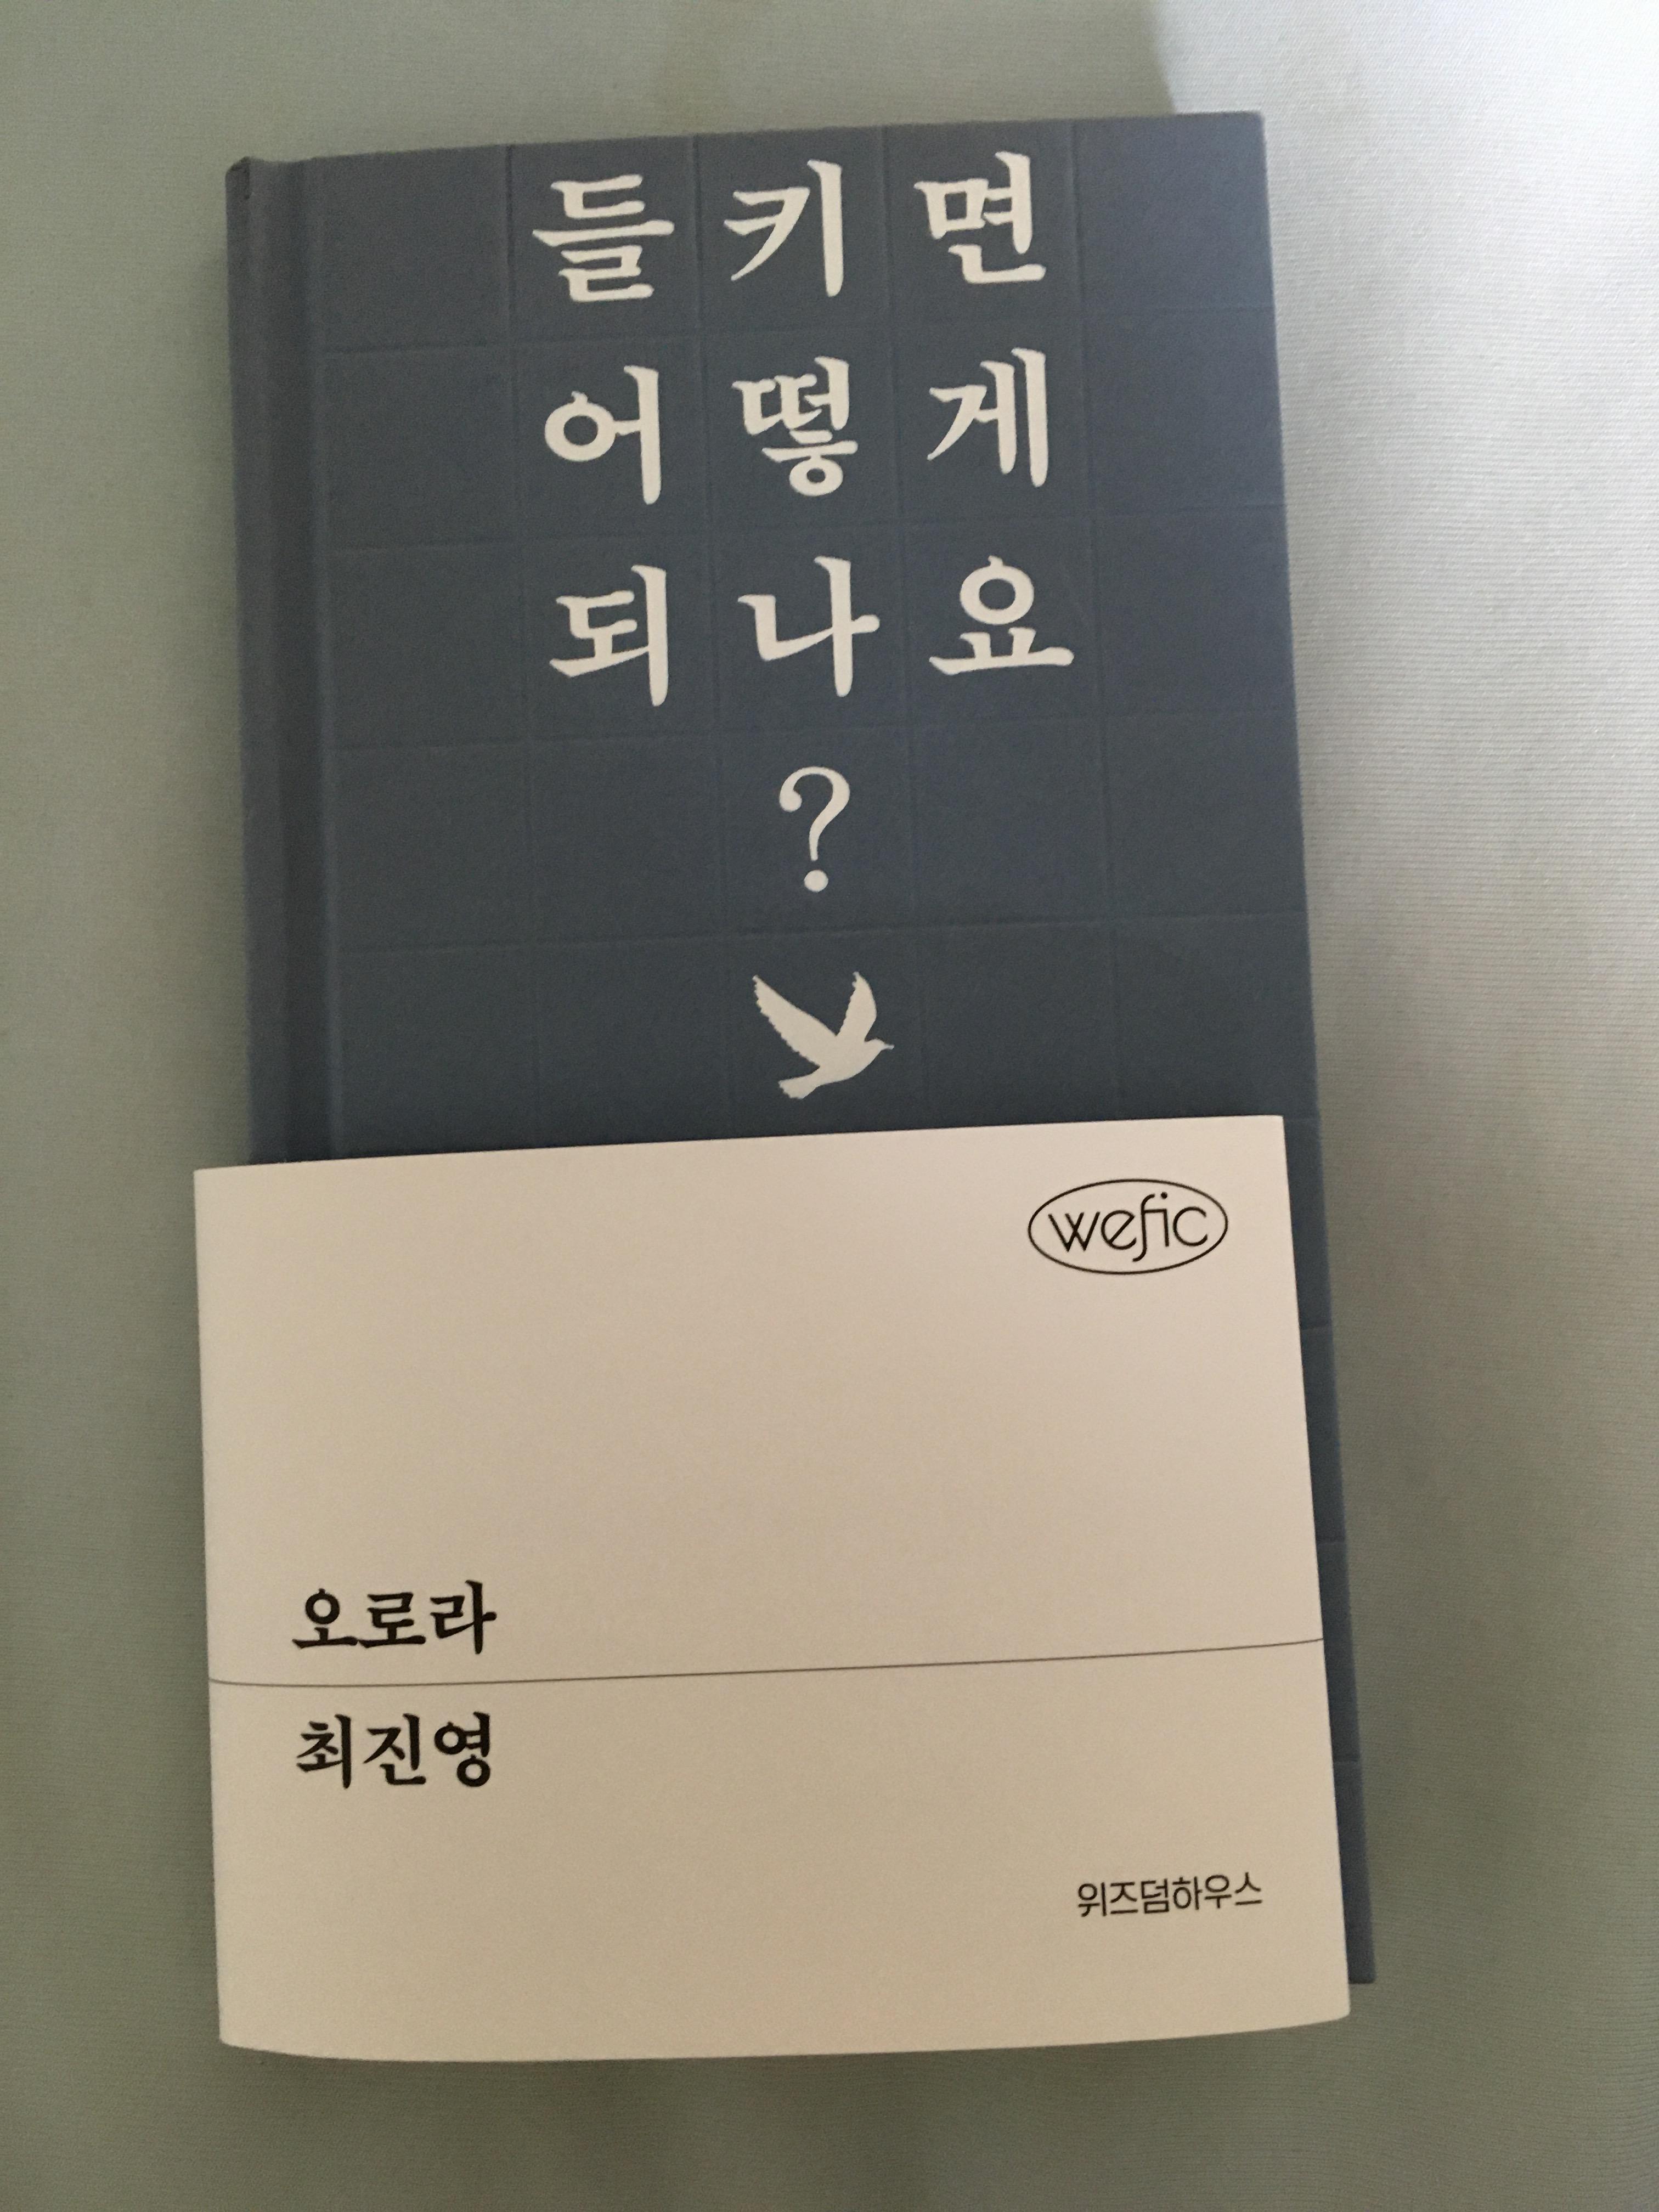 들키면
어떻게
되나요
?
wefic
오로라
최진영
위즈덤하우스